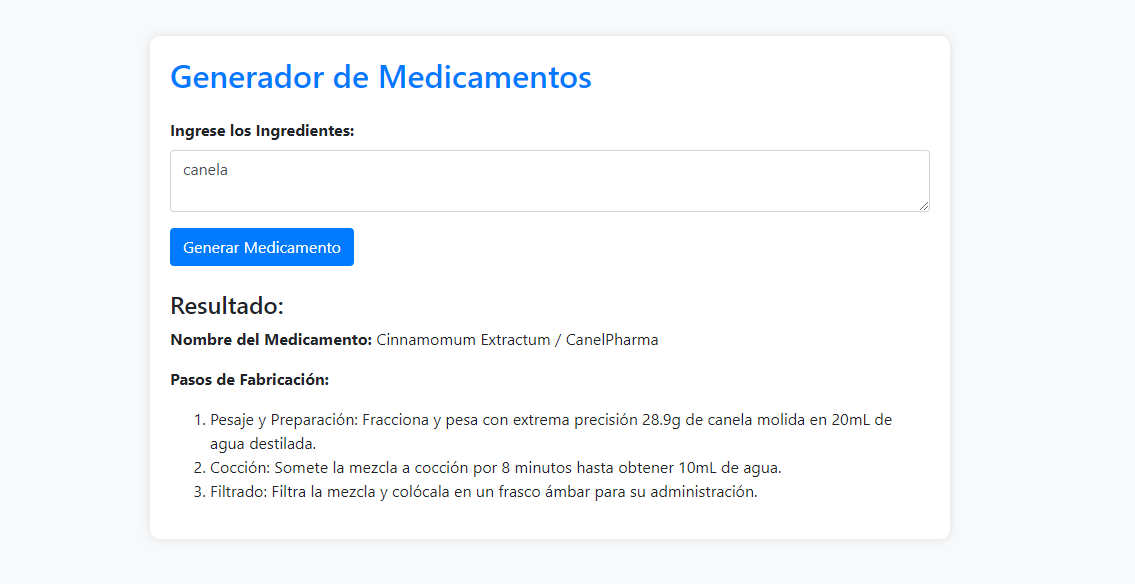 Generador de Medicamentos
Ingrese los Ingredientes:
canela
Generar Medicamento
Resultado:
Nombre del Medicamento: Cinnamomum Extractum / CanelPharma
Pasos de Fabricación:
1. Pesaje y Preparación: Fracciona y pesa con extrema precisión 28.9g de canela molida en 20mL de
agua destilada.
2. Cocción: Somete la mezcla a cocción por 8 minutos hasta obtener 10mL de agua.
3. Filtrado: Filtra la mezcla y colócala en un frasco ámbar para su administración.